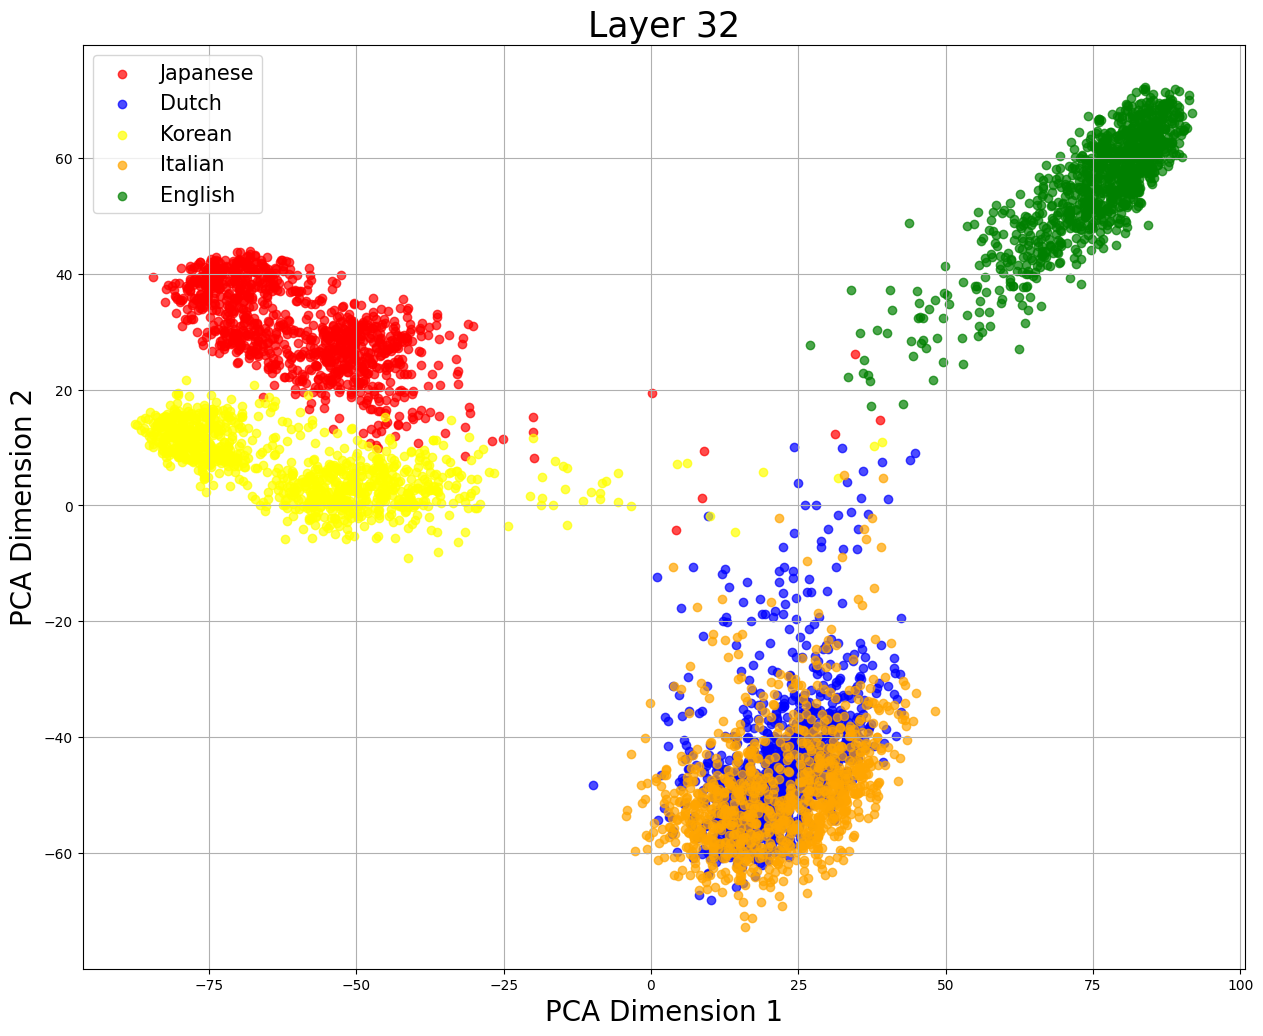 Layer 32
Japanese
Dutch
Korean
Italian
English
PCA Dimension 2
60
40
20
0
−20
−40
−60
−75
−50
−25
0
25
50
75
100
PCA Dimension 1